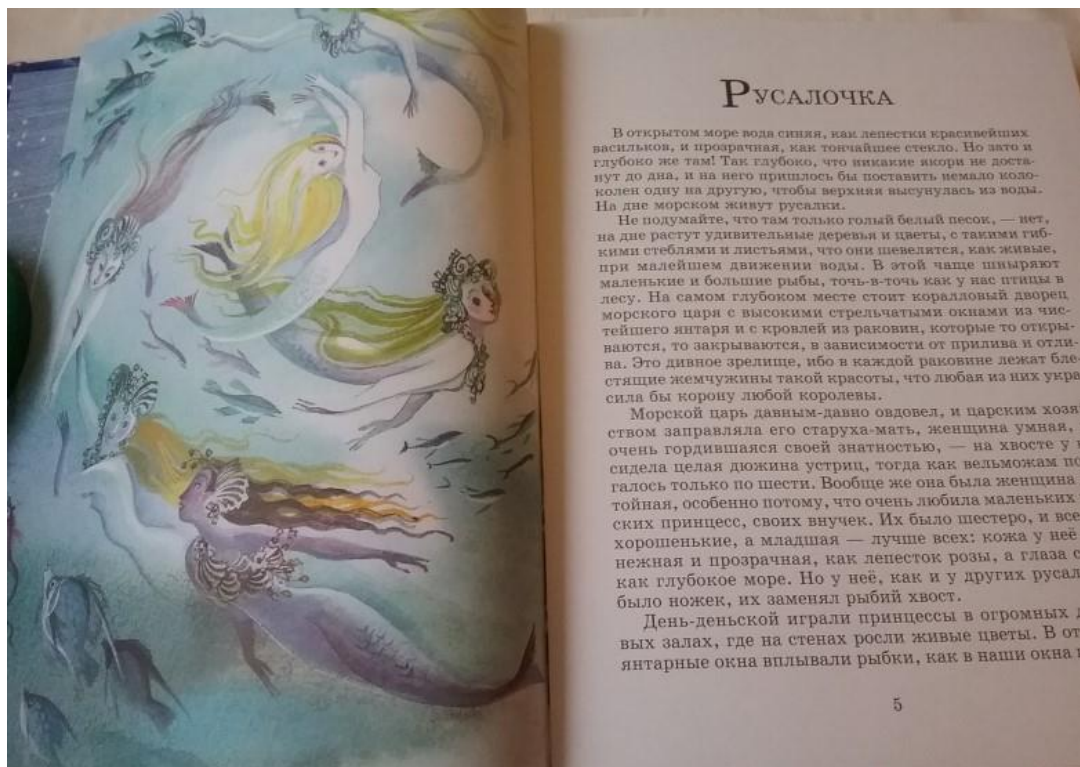 РУСАЛОЧКА
В открытом море вода синяя, как лепестки красивейших
васильков, и прозрачная, как тончайшее стекло. Но зато и
глубоко же там! Так глубоко, что никакие якори не доста-
нут до дна, и на него пришлось бы поставить немало коло-
колен одну на другую, чтобы верхняя высунулась из воды.
На дне морском живут русалки.
Не подумайте, что там только голый белый песок, — нет,
на дне растут удивительные деревья и цветы, с такими гиб-
кими стеблями и листьями, что они шевелятся, как живые,
при малейшем движении воды. В этой чаще шныряют
маленькие и большие рыбы, точь-в-точь как у нас птицы в
лесу. На самом глубоком месте стоит коралловый дворец
морского царя с высокими стрельчатыми окнами из чис-
тейшего янтаря и с кровлей из раковин, которые то откры-
ваются, то закрываются, в зависимости от прилива и отли-
ва. Это дивное зрелище, ибо в каждой раковине лежат бле-
стящие жемчужины такой красоты, что любая из них укра-
сила бы корону любой королевы.
Морской царь давным-давно овдовел, и царским хозя
ством заправляла его старуха-мать, женщина умная,
очень гордившаяся своей знатностью, — на хвосте у
сидела целая дюжина устриц, тогда как вельможам по
галось только по шести. Вообще же она была женщина
тойная, особенно потому, что очень любила маленьких
ских принцесс, своих внучек. Их было шестеро, и все
хорошенькие, а младшая — лучше всех: кожа у неё
нежная и прозрачная, как лепесток розы, а глаза с
как глубокое море. Но у неё, как и у других русал
было ножек, их заменял рыбий хвост.
День-деньской играли принцессы в огромных д
вых залах, где на стенах росли живые цветы. В от
янтарные окна вплывали рыбки, как в наши окна
5